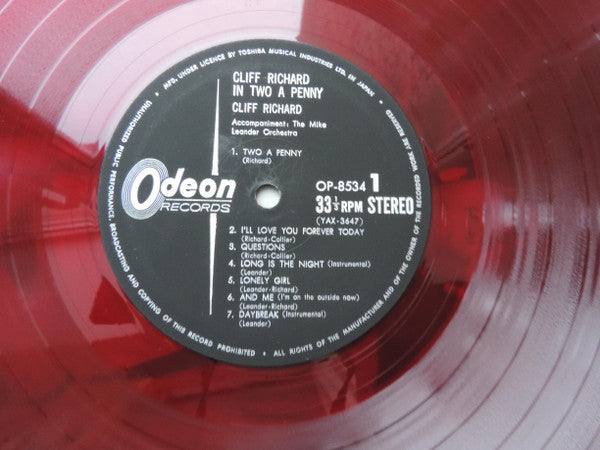 MFD. UNDER LICENCE BY TOSHIBA MUSICAL INDUSTRIES LTD. IN JAPAN
CLIFF RICHARD
IN TWO A PENNY
CLIFF RICHARD
Accompaniment: The Mike
Leander Orchestra
1. TWO A PENNY
(Richard)
Odeon
RECORDS
OP-8534 1
33⅓ RPM STEREO
(YAX-3647)
2. I'LL LOVE YOU FOREVER TODAY
(Richard-Collier)
3. QUESTIONS
(Richard-Collier)
4. LONG IS THE NIGHT (Instrumental)
(Leander)
5. LONELY GIRL
(Leander-Richard)
6. AND ME (I'm on the outside now)
(Leander-Richard)
7. DAYBREAK (Instrumental)
(Leander)
UNAUTHORIZED PUBLIC PERFORMANCE, BROADCASTING AND COPYING OF THIS RECORD PROHIBITED • ALL RIGHTS OF THE MANUFACTURER AND OF THE OWNER OF THE RECORDED WORK ARE RESERVED